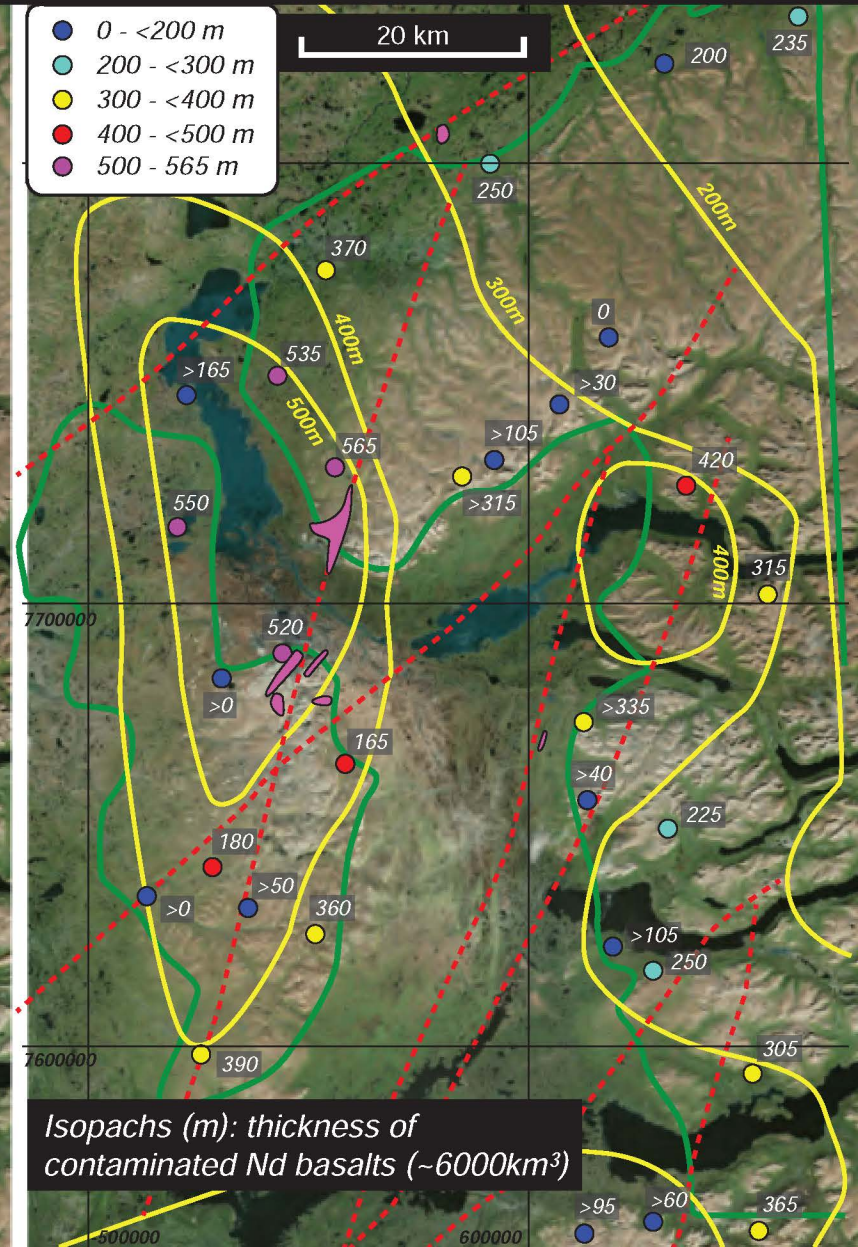 0 - <200 m
200 - <300 m
300 - <400 m
400 - <500 m
500 - 565 m
20 km
200
235
250
200m
370
300m
0
400m
535
>165
>30
500m
565
>105
420
>315
550
400m
315
7700000
520
>0
>335
165
>40
225
180
>0
>50
360
>105
250
7600000
390
305
Isopachs (m): thickness of
contaminated Nd basalts (~6000km³)
>95
>60
365
500000
600000